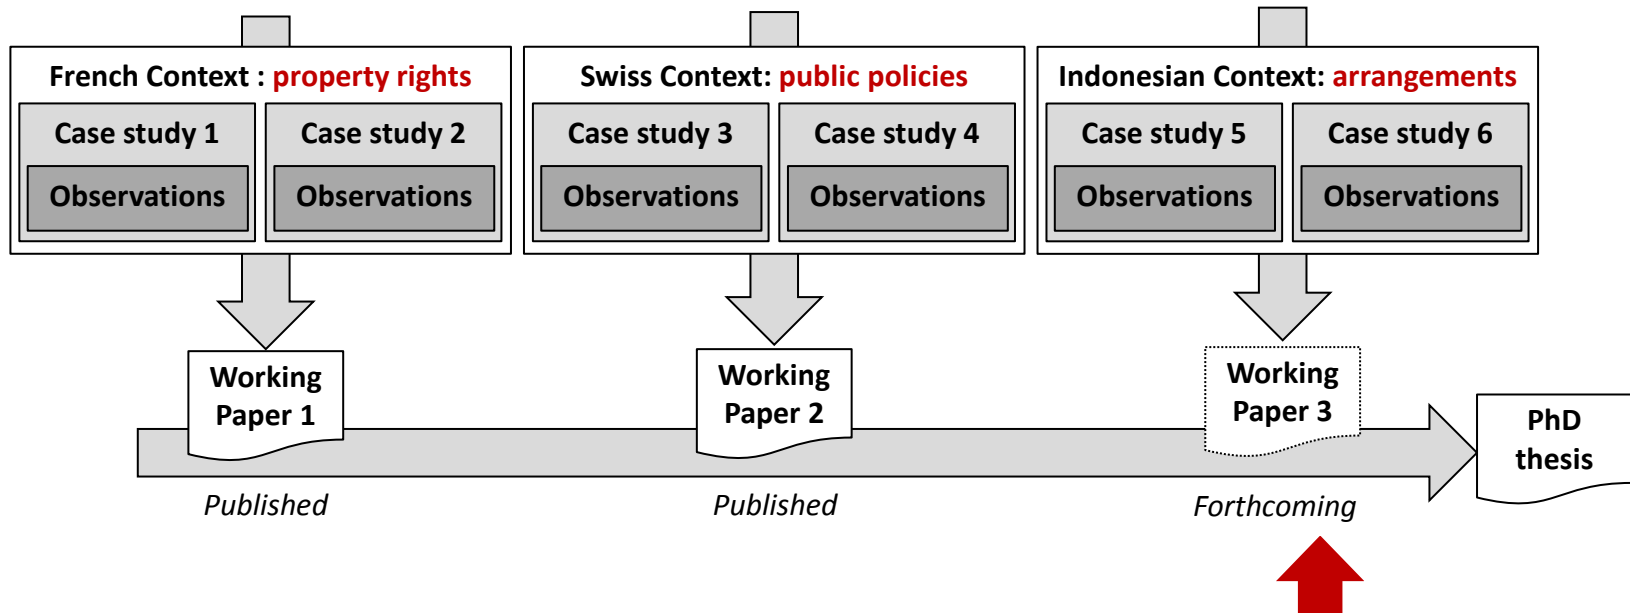 French Context : property rights
Case study 1
Case study 2
Observations
Observations
Swiss Context: public policies
Case study 3
Case study 4
Observations
Observations
Indonesian Context: arrangements
Case study 5
Case study 6
Observations
Observations
Working
Paper 1
Working
Paper 2
Working
Paper 3
PhD
thesis
Published
Published
Forthcoming